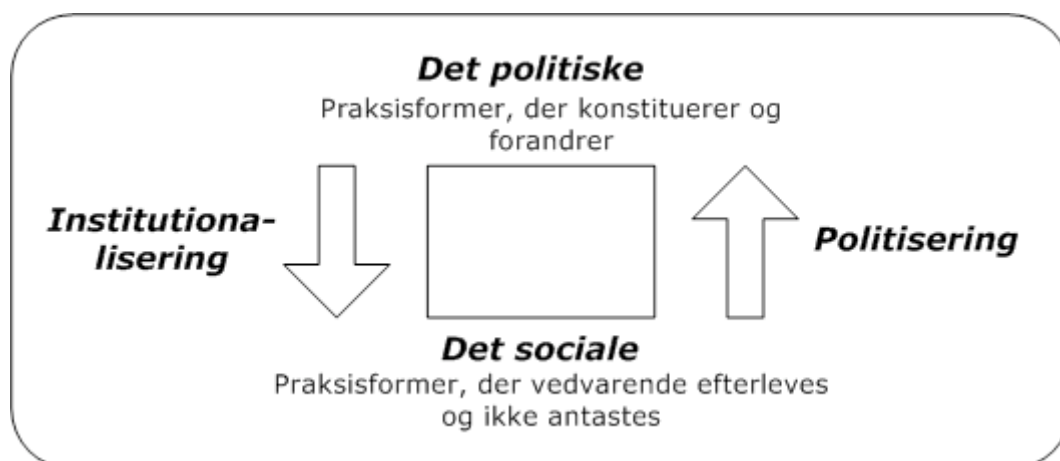 Det politiske
Praksisformer, der konstituerer og
forandrer
Institutiona-
lisering
Politisering
Det sociale
Praksisformer, der vedvarende efterleves
og ikke antastes